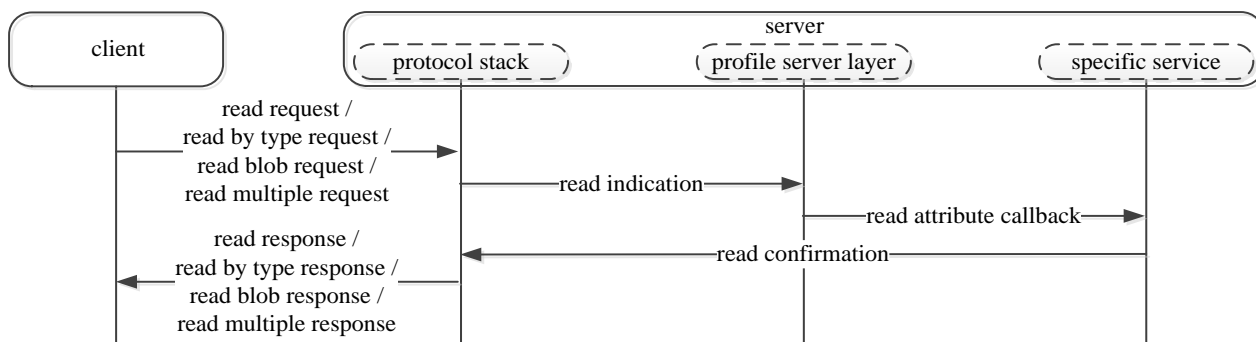 client
server
protocol stack
profile server layer
specific service
read request /
read by type request /
read blob request /
read multiple request
read indication
read attribute callback
read confirmation
read response /
read by type response /
read blob response /
read multiple response